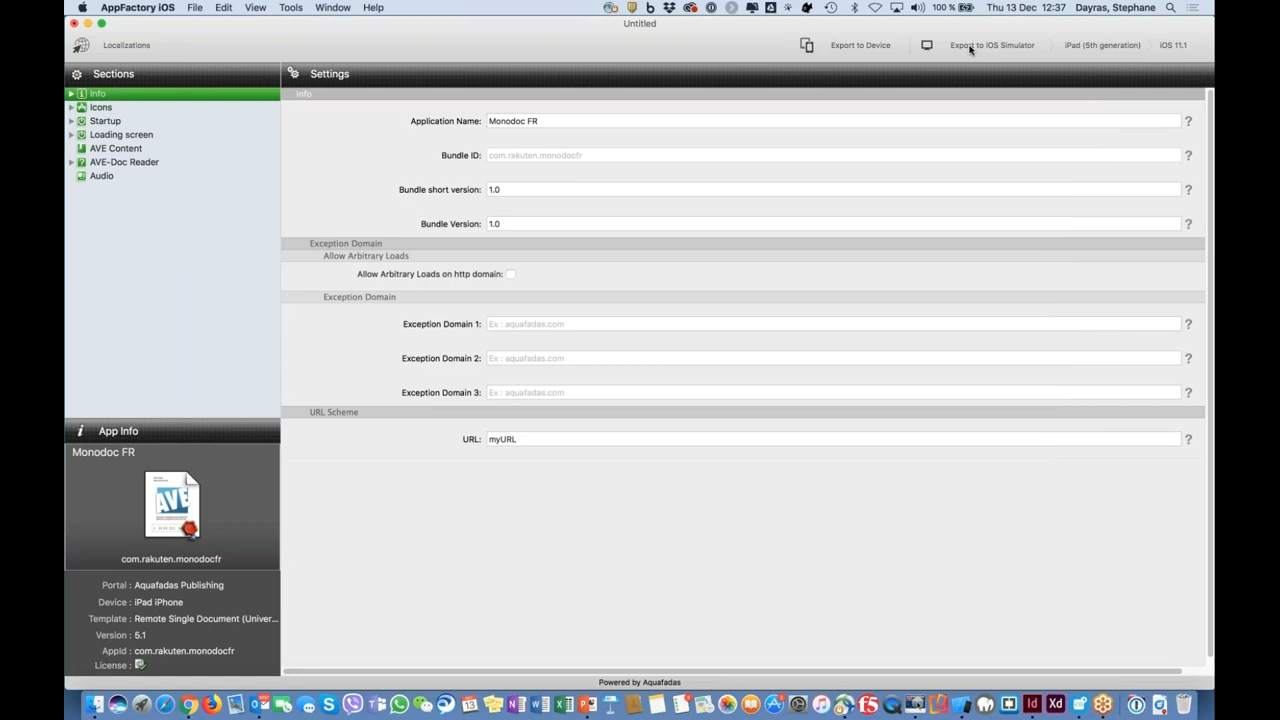 AppFactory iOS File Edit View Tools Window Help 100 % Thu 13 Dec 12:37 Dayras, Stephane
Untitled
Localizations Export to Device Export to iOS Simulator iPad (5th generation) iOS 11.1
Sections
Info
Icons
Startup
Loading screen
AVE Content
AVE-Doc Reader
Audio
Settings
Info
Application Name: Monodoc FR ?
Bundle ID: com.rakuten.monodocfr ?
Bundle short version: 1.0 ?
Bundle Version: 1.0 ?
Exception Domain
Allow Arbitrary Loads
Allow Arbitrary Loads on http domain:
Exception Domain
Exception Domain 1: Ex : aquafadas.com ?
Exception Domain 2: Ex : aquafadas.com ?
Exception Domain 3: Ex : aquafadas.com ?
URL Scheme
URL: myURL ?
App Info
Monodoc FR
AVE
com.rakuten.monodocfr
Portal : Aquafadas Publishing
Device : iPad iPhone
Template : Remote Single Document (Univer...
Version : 5.1
AppId : com.rakuten.monodocfr
License :
Powered by Aquafadas